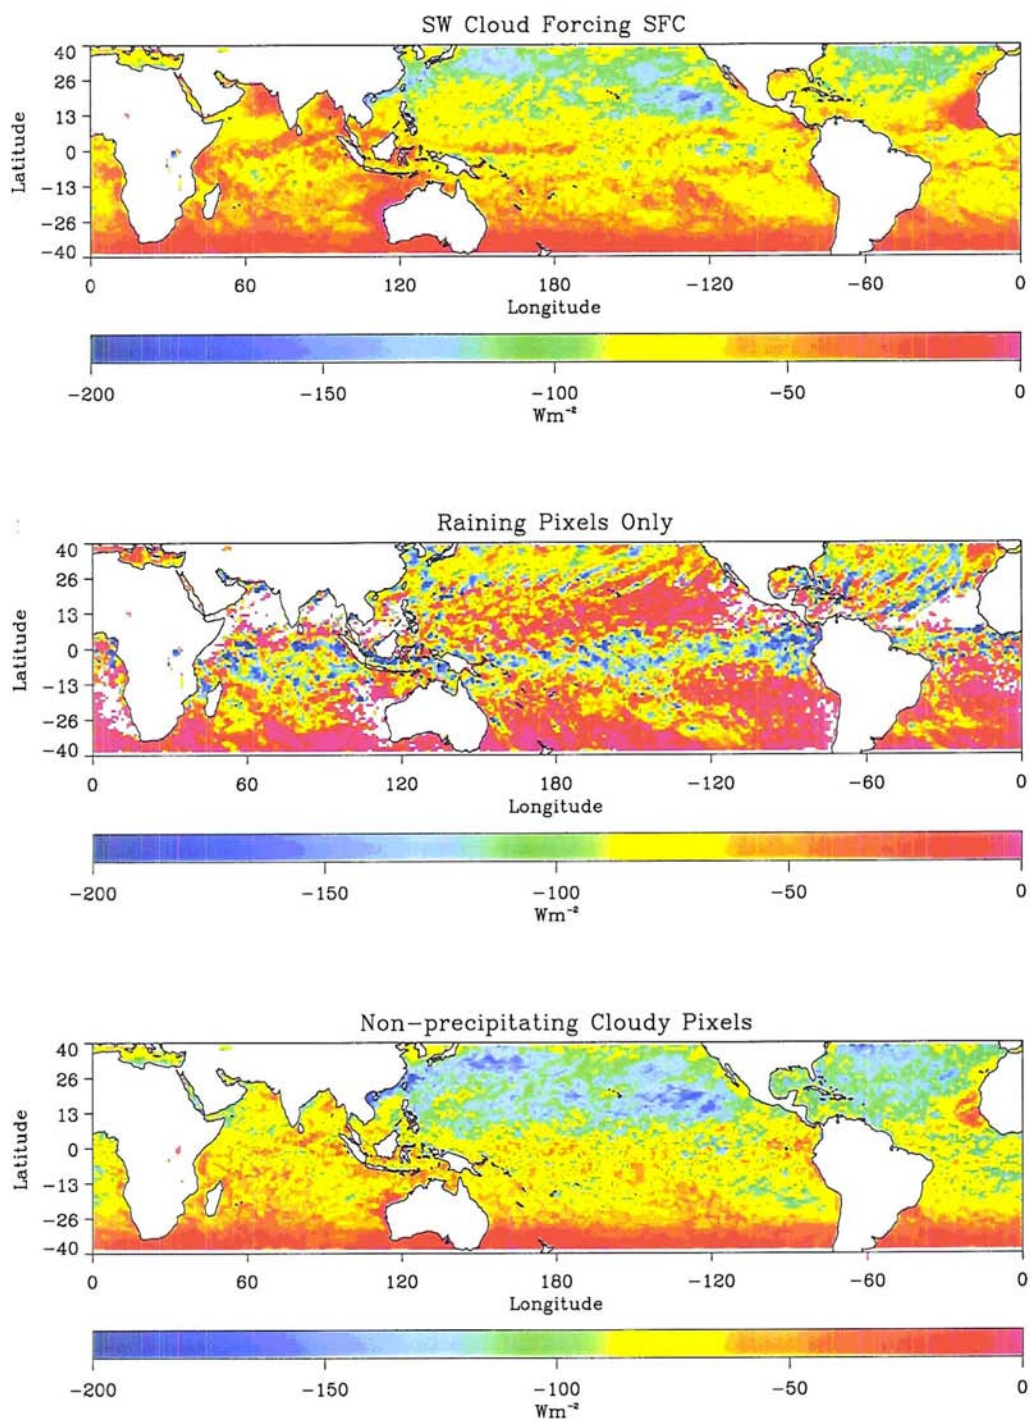 SW Cloud Forcing SFC
40
26
13
0
-13
-26
-40
Latitude
0 60 120 180 -120 -60 0
Longitude
-200 -150 -100 -50 0
Wm⁻²
Raining Pixels Only
40
26
13
0
-13
-26
-40
Latitude
0 60 120 180 -120 -60 0
Longitude
-200 -150 -100 -50 0
Wm⁻²
Non-precipitating Cloudy Pixels
40
26
13
0
-13
-26
-40
Latitude
0 60 120 180 -120 -60 0
Longitude
-200 -150 -100 -50 0
Wm⁻²